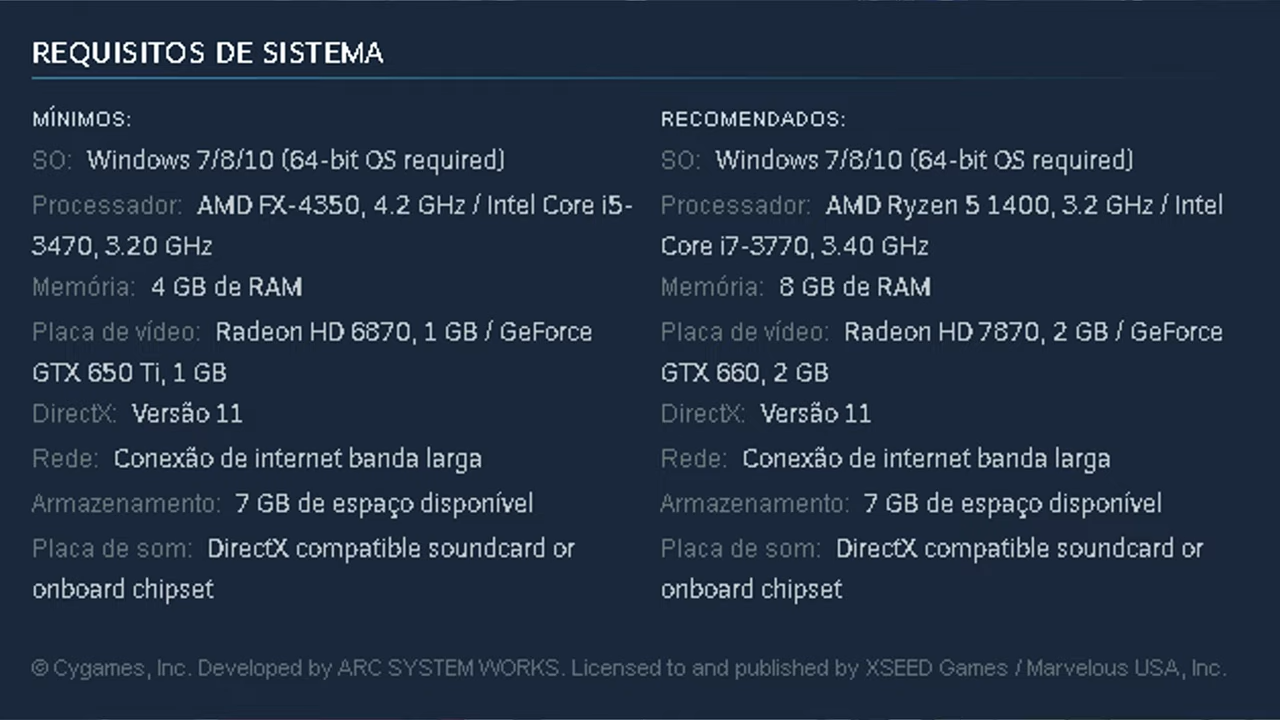 REQUISITOS DE SISTEMA
MÍNIMOS:
SO: Windows 7/8/10 (64-bit OS required)
Processador: AMD FX-4350, 4.2 GHz / Intel Core i5-
3470, 3.20 GHz
Memória: 4 GB de RAM
Placa de vídeo: Radeon HD 6870, 1 GB / GeForce
GTX 650 Ti, 1 GB
DirectX: Versão 11
Rede: Conexão de internet banda larga
Armazenamento: 7 GB de espaço disponível
Placa de som: DirectX compatible soundcard or
onboard chipset
RECOMENDADOS:
SO: Windows 7/8/10 (64-bit OS required)
Processador: AMD Ryzen 5 1400, 3.2 GHz / Intel
Core i7-3770, 3.40 GHz
Memória: 8 GB de RAM
Placa de vídeo: Radeon HD 7870, 2 GB / GeForce
GTX 660, 2 GB
DirectX: Versão 11
Rede: Conexão de internet banda larga
Armazenamento: 7 GB de espaço disponível
Placa de som: DirectX compatible soundcard or
onboard chipset
© Cygames, Inc. Developed by ARC SYSTEM WORKS. Licensed to and published by XSEED Games / Marvelous USA, Inc.